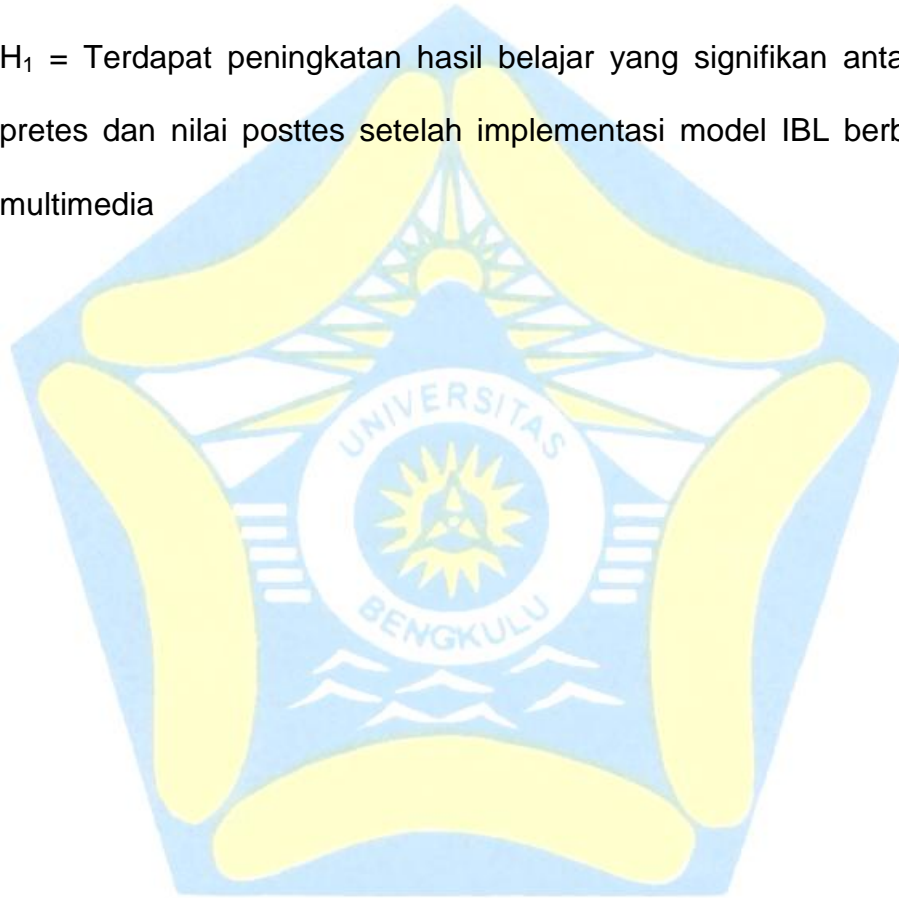 H₁ = Terdapat peningkatan hasil belajar yang signifikan anta
pretes dan nilai posttes setelah implementasi model IBL berb
multimedia
UNIVERSITAS
BENGKULU